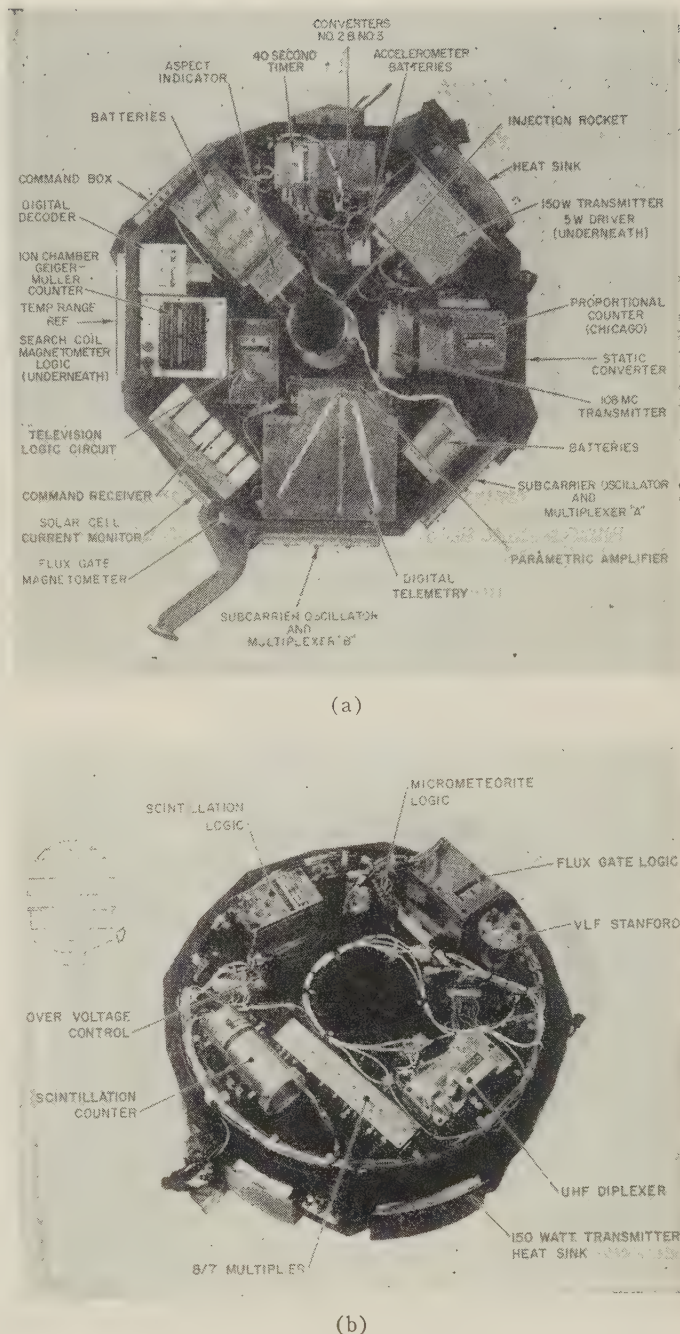 CONVERTERS
NO. 2 & NO. 3
40 SECOND
TIMER
ACCELEROMETER
BATTERIES
ASPECT
INDICATOR
BATTERIES
INJECTION ROCKET
HEAT SINK
COMMAND BOX
DIGITAL
DECODER
150W TRANSMITTER
5W DRIVER
(UNDERNEATH)
ION CHAMBER
GEIGER-
MULLER
COUNTER
TEMP RANGE
REF
SEARCH COIL
MAGNETOMETER
LOGIC
(UNDERNEATH)
PROPORTIONAL
COUNTER
(CHICAGO)
STATIC
CONVERTER
108 MC
TRANSMITTER
TELEVISION
LOGIC CIRCUIT
BATTERIES
COMMAND RECEIVER
SUBCARRIER OSCILLATOR
AND
MULTIPLEXER "A"
SOLAR CELL
CURRENT MONITOR
FLUX GATE
MAGNETOMETER
PARAMETRIC AMPLIFIER
DIGITAL
TELEMETRY
SUBCARRIER OSCILLATOR
AND
MULTIPLEXER "B"
(a)
MICROMETEORITE
LOGIC
SCINTILLATION
LOGIC
FLUX GATE LOGIC
VLF STANFORD
OVER VOLTAGE
CONTROL
SCINTILLATION
COUNTER
UHF DIPLEXER
150 WATT TRANSMITTER
HEAT SINK
8/7 MULTIPLIER
(b)